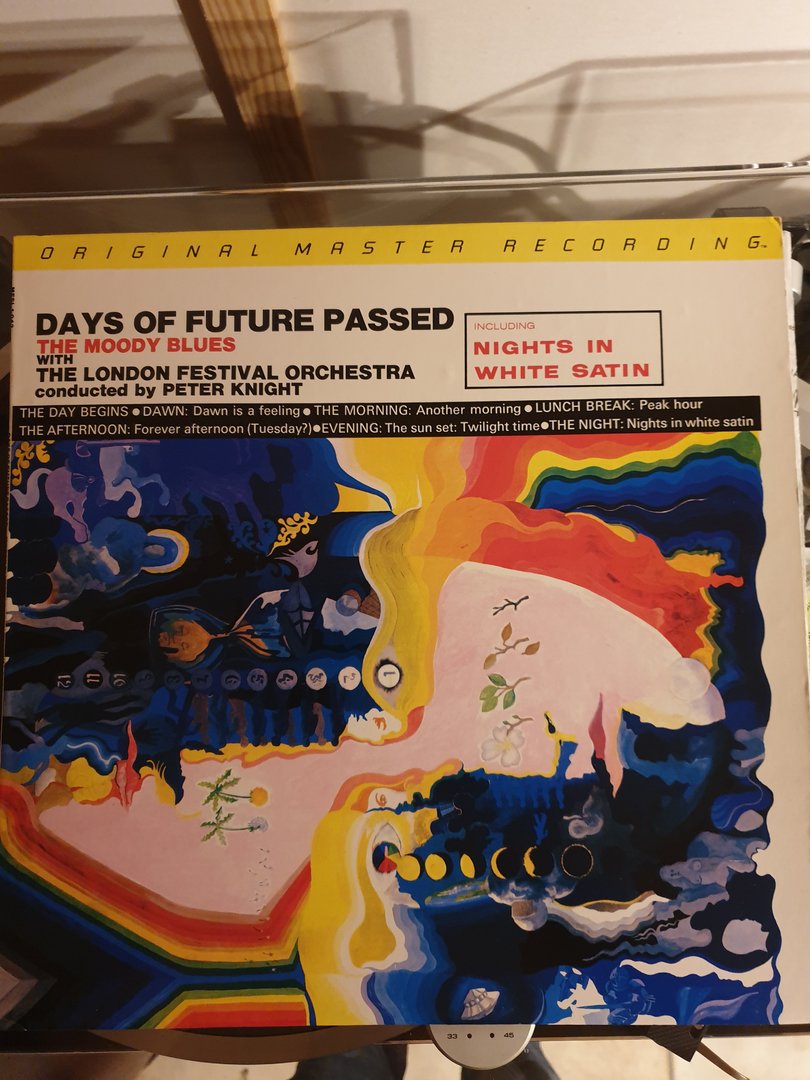 ORIGINAL MASTER RECORDING™
DAYS OF FUTURE PASSED
THE MOODY BLUES
WITH
THE LONDON FESTIVAL ORCHESTRA
conducted by PETER KNIGHT
INCLUDING
NIGHTS IN
WHITE SATIN
THE DAY BEGINS ● DAWN: Dawn is a feeling ● THE MORNING: Another morning ● LUNCH BREAK: Peak hour
THE AFTERNOON: Forever afternoon (Tuesday?) ● EVENING: The sun set: Twilight time ● THE NIGHT: Nights in white satin
1
33 ● ● 45